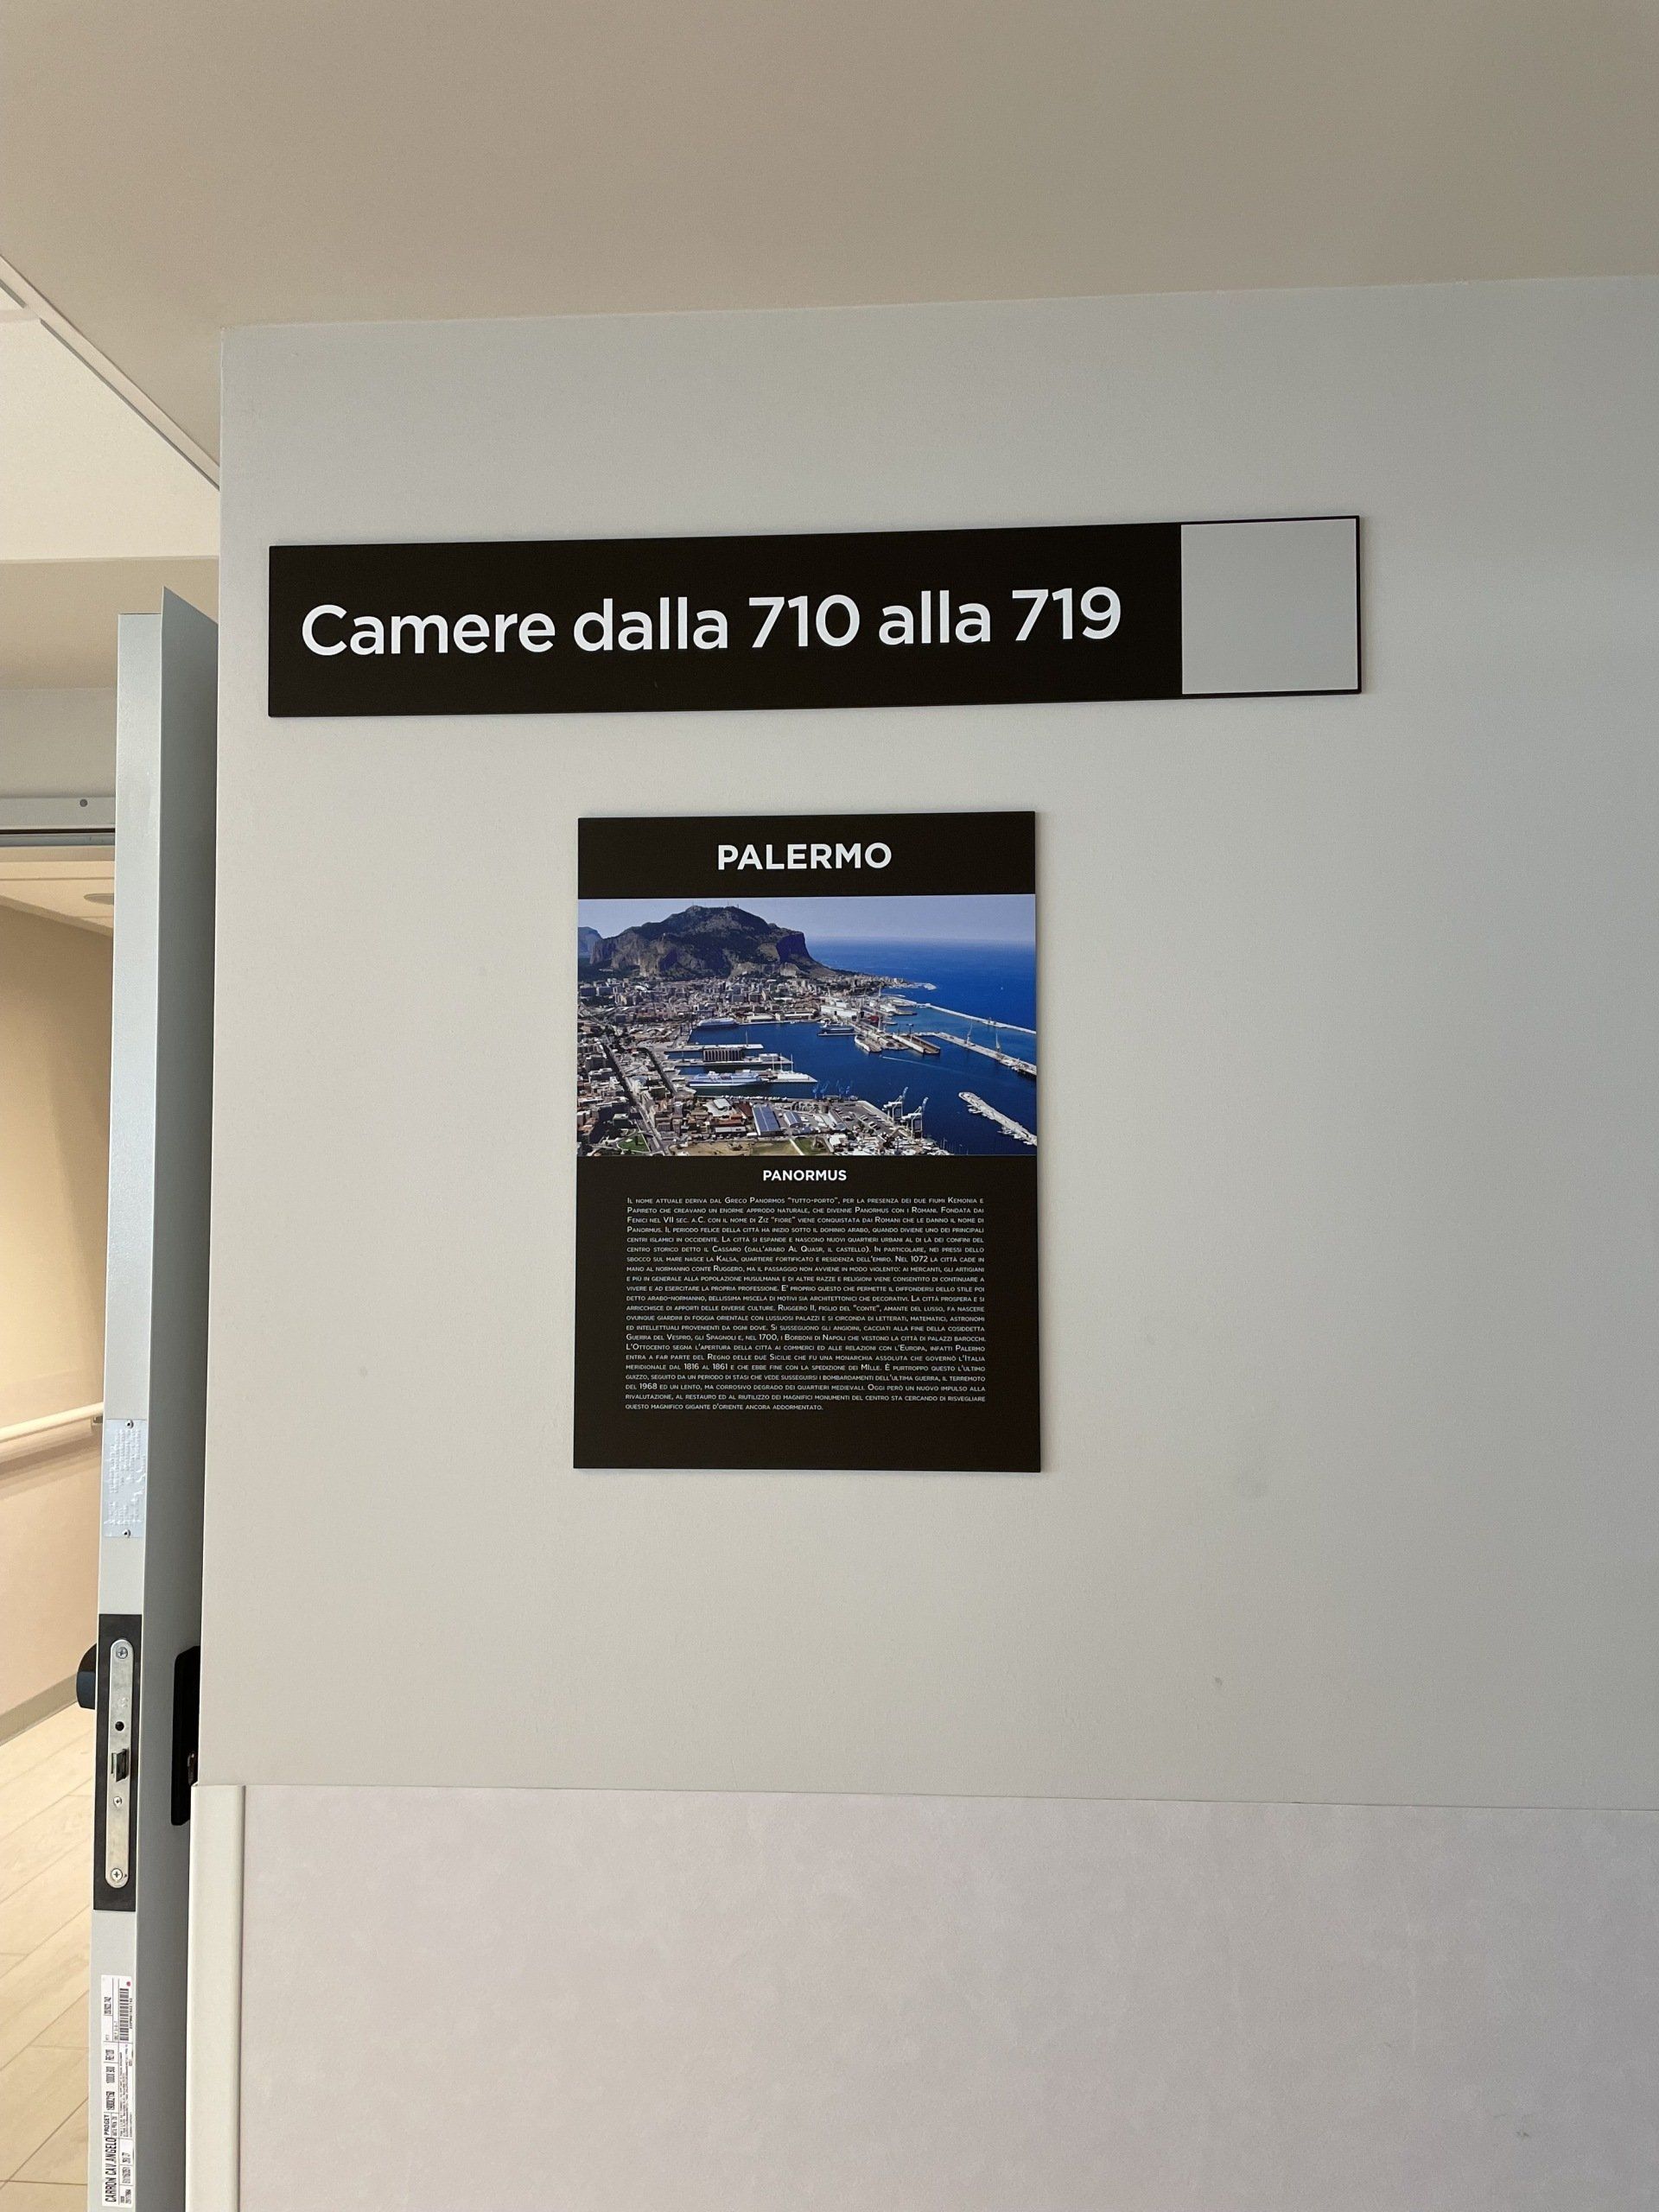 Camere dalla 710 alla 719
PALERMO
PANORMUS
IL NOME ATTUALE DERIVA DAL GRECO PANORMOS "TUTTO-PORTO", PER LA PRESENZA DEI DUE FIUMI KEMONIA E
PAPIRETO CHE CREAVANO UN ENORME APPRODO NATURALE, CHE DIVENNE PANORMUS CON I ROMANI. FONDATA DAI
FENICI NEL VII SEC. A.C. CON IL NOME DI ZIZ "FIORE" VIENE CONQUISTATA DAI ROMANI CHE LE DANNO IL NOME DI
PANORMUS. IL PERIODO FELICE DELLA CITTÀ HA INIZIO SOTTO IL DOMINIO ARABO, QUANDO DIVIENE UNO DEI PRINCIPALI
CENTRI ISLAMICI IN OCCIDENTE. LA CITTÀ SI ESPANDE E NASCONO NUOVI QUARTIERI URBANI AL DI LÀ DEI CONFINI DEL
CENTRO STORICO DETTO IL CASSARO (DALL'ARABO AL QUASR, IL CASTELLO). IN PARTICOLARE, NEI PRESSI DELLO
SBOCCO SUL MARE NASCE LA KALSA, QUARTIERE FORTIFICATO E RESIDENZA DELL'EMIRO. NEL 1072 LA CITTÀ CADE IN
MANO AL NORMANNO CONTE RUGGERO, MA IL PASSAGGIO NON AVVIENE IN MODO VIOLENTO: AI MERCANTI, GLI ARTIGIANI
E PIÙ IN GENERALE ALLA POPOLAZIONE MUSULMANA E DI ALTRE RAZZE E RELIGIONI VIENE CONSENTITO DI CONTINUARE A
VIVERE E AD ESERCITARE LA PROPRIA PROFESSIONE. E' PROPRIO QUESTO CHE PERMETTE IL DIFFONDERSI DELLO STILE POI
DETTO ARABO-NORMANNO, BELLISSIMA MISCELA DI MOTIVI SIA ARCHITETTONICI CHE DECORATIVI. LA CITTÀ PROSPERA E SI
ARRICCHISCE DI APPORTI DELLE DIVERSE CULTURE. RUGGERO II, FIGLIO DEL "CONTE", AMANTE DEL LUSSO, FA NASCERE
OVUNQUE GIARDINI DI FOGGIA ORIENTALE CON LUSSUOSI PALAZZI E SI CIRCONDA DI LETTERATI, MATEMATICI, ASTRONOMI
ED INTELLETTUALI PROVENIENTI DA OGNI DOVE. SI SUSSEGUONO GLI ANGIOINI, CACCIATI ALLA FINE DELLA COSIDDETTA
GUERRA DEL VESPRO, GLI SPAGNOLI E, NEL 1700, I BORBONI DI NAPOLI CHE VESTONO LA CITTÀ DI PALAZZI BAROCCHI.
L'OTTOCENTO SEGNA L'APERTURA DELLA CITTÀ AI COMMERCI ED ALLE RELAZIONI CON L'EUROPA, INFATTI PALERMO
ENTRA A FAR PARTE DEL REGNO DELLE DUE SICILIE CHE FU UNA MONARCHIA ASSOLUTA CHE GOVERNÒ L'ITALIA
MERIDIONALE DAL 1816 AL 1861 E CHE EBBE FINE CON LA SPEDIZIONE DEI MILLE. È PURTROPPO QUESTO L'ULTIMO
GUIZZO, SEGUITO DA UN PERIODO DI STASI CHE VEDE SUSSEGUIRSI I BOMBARDAMENTI DELL'ULTIMA GUERRA, IL TERREMOTO
DEL 1968 ED UN LENTO, MA CORROSIVO DEGRADO DEI QUARTIERI MEDIEVALI. OGGI PERÒ UN NUOVO IMPULSO ALLA
RIVALUTAZIONE, AL RESTAURO ED AL RIUTILIZZO DEI MAGNIFICI MONUMENTI DEL CENTRO STA CERCANDO DI RISVEGLIARE
QUESTO MAGNIFICO GIGANTE D'ORIENTE ANCORA ADDORMENTATO.
CARRON CAV. ANGELO